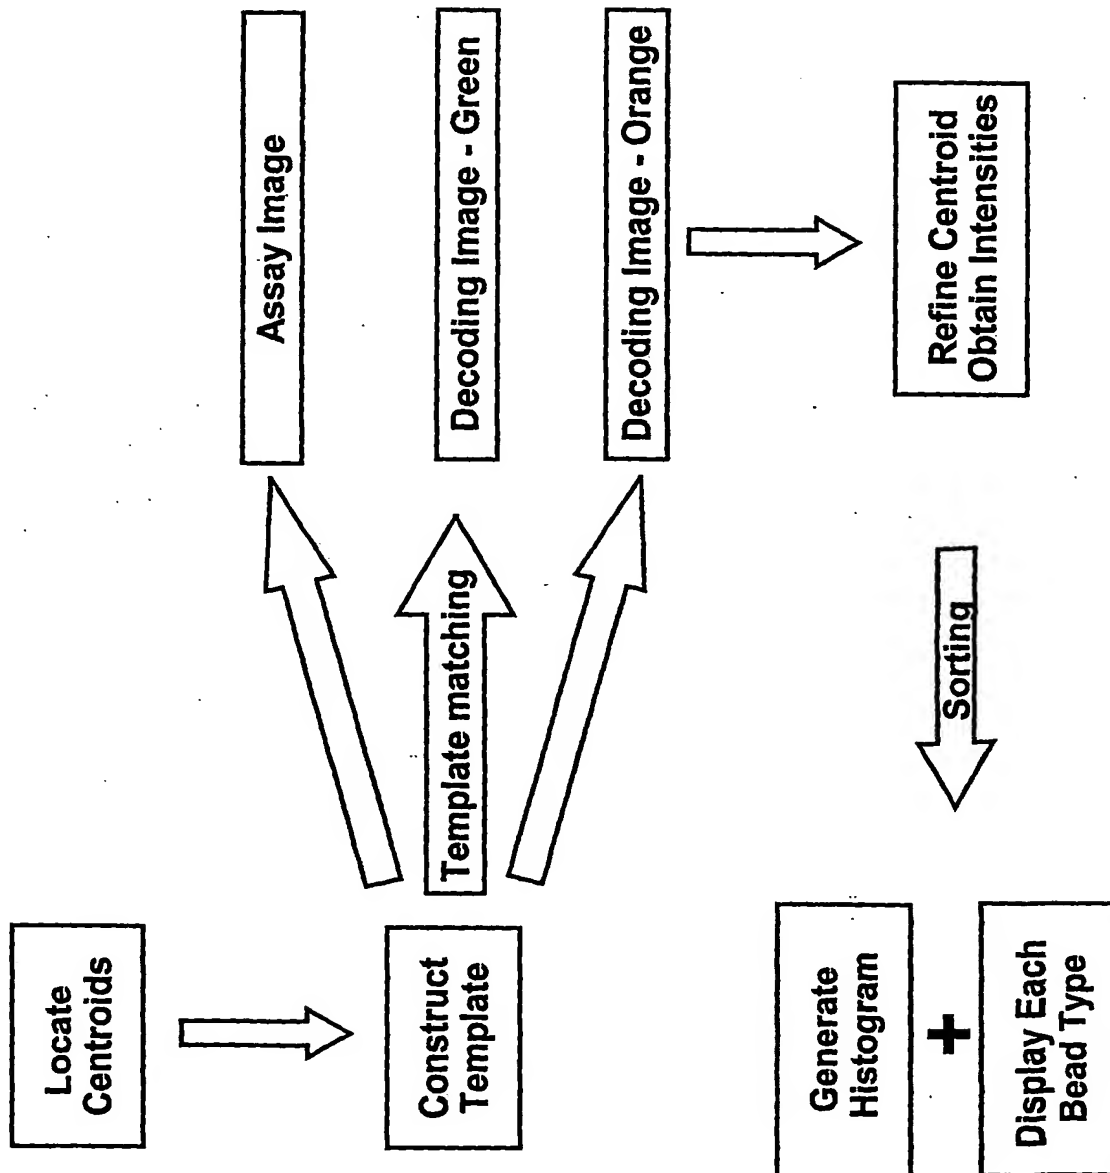 Locate
Centroids
Construct
Template
Template matching
Assay Image
Decoding Image - Green
Decoding Image - Orange
Refine Centroid
Obtain Intensities
Sorting
Generate
Histogram
+
Display Each
Bead Type